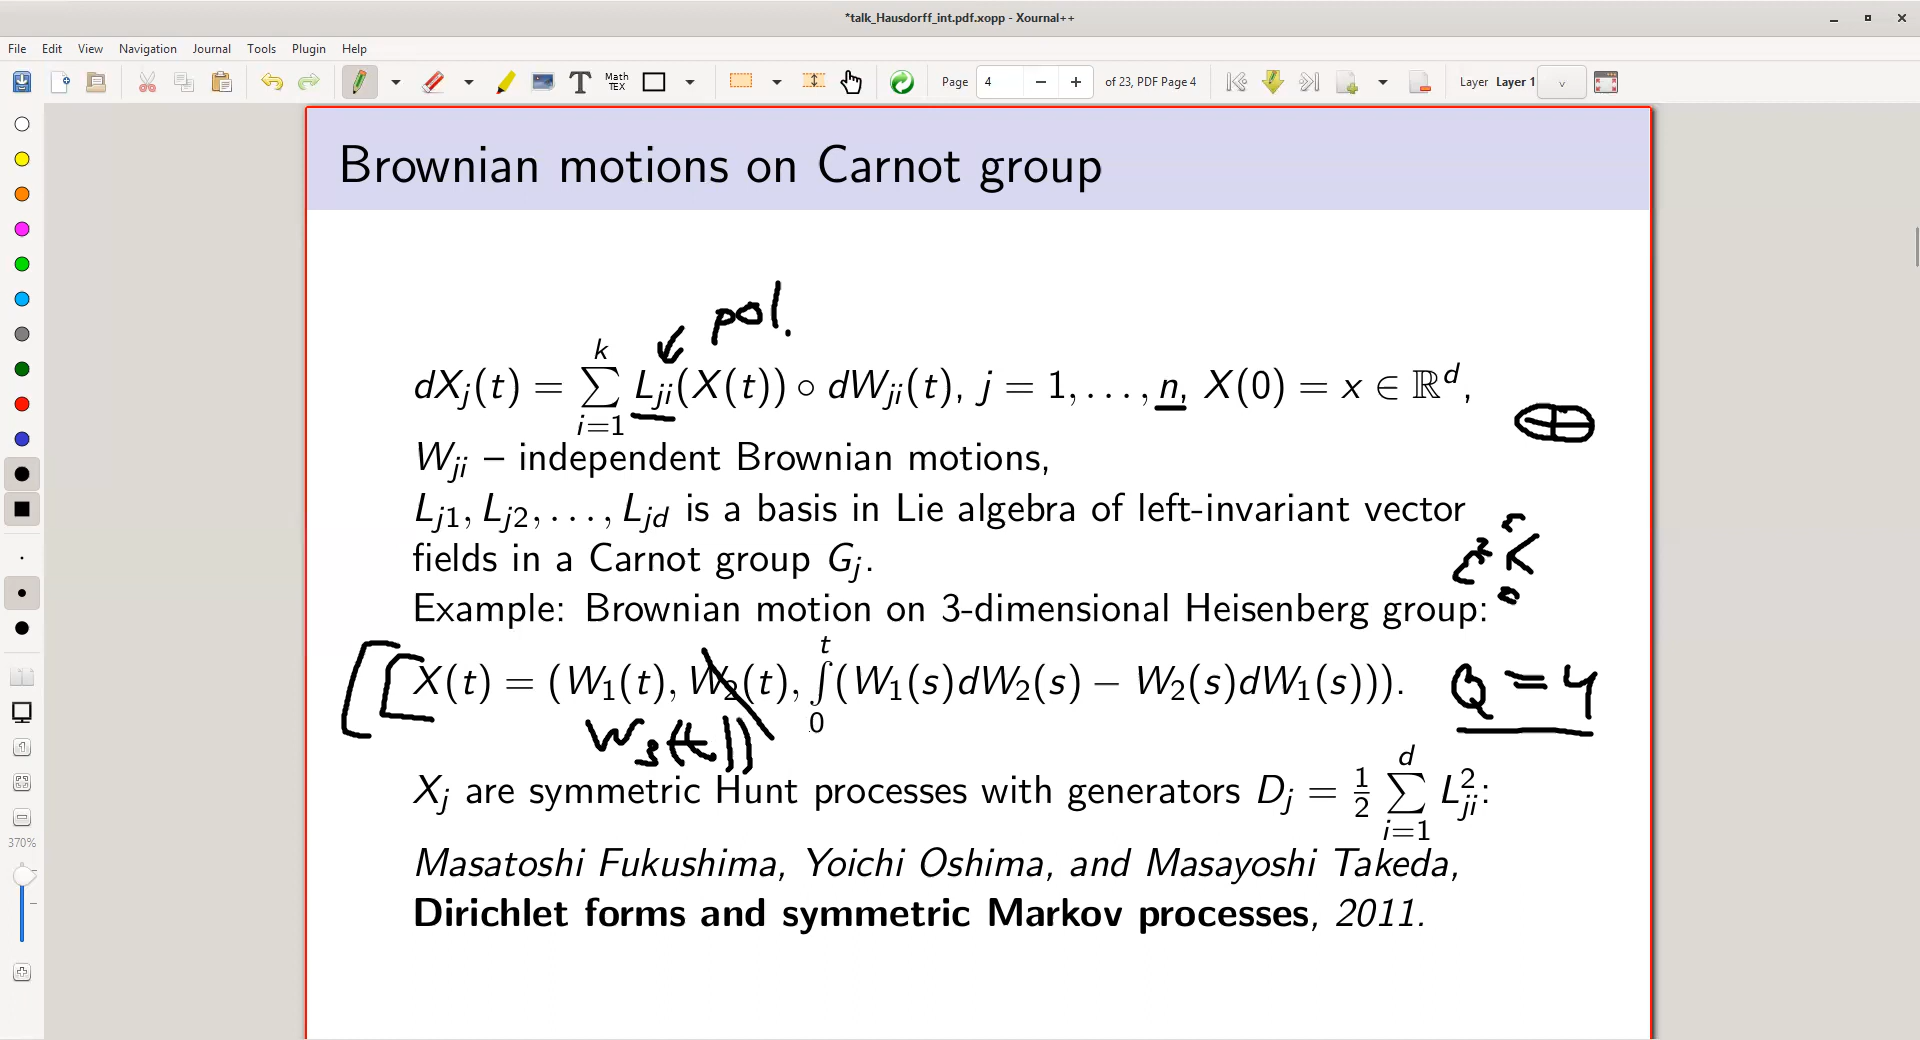 *talk_Hausdorff_int.pdf.xopp - Xournal++
File Edit View Navigation Journal Tools Plugin Help
Math TEX Page 4 of 23, PDF Page 4 Layer Layer 1
Brownian motions on Carnot group
pol.
dX_j(t) = ∑_{i=1}^{k} L_{ji}(X(t)) ∘ dW_{ji}(t), j = 1, . . . , n, X(0) = x ∈ ℝ^d,
W_{ji} – independent Brownian motions,
L_{j1}, L_{j2}, . . . , L_{jd} is a basis in Lie algebra of left-invariant vector
fields in a Carnot group G_j.
Example: Brownian motion on 3-dimensional Heisenberg group:
X(t) = (W_1(t), W_2(t), ∫_0^t (W_1(s)dW_2(s) − W_2(s)dW_1(s))).
Q = 4
W_3(t))
X_j are symmetric Hunt processes with generators D_j = 1/2 ∑_{i=1}^{d} L_{ji}^2:
Masatoshi Fukushima, Yoichi Oshima, and Masayoshi Takeda,
Dirichlet forms and symmetric Markov processes, 2011.
370%